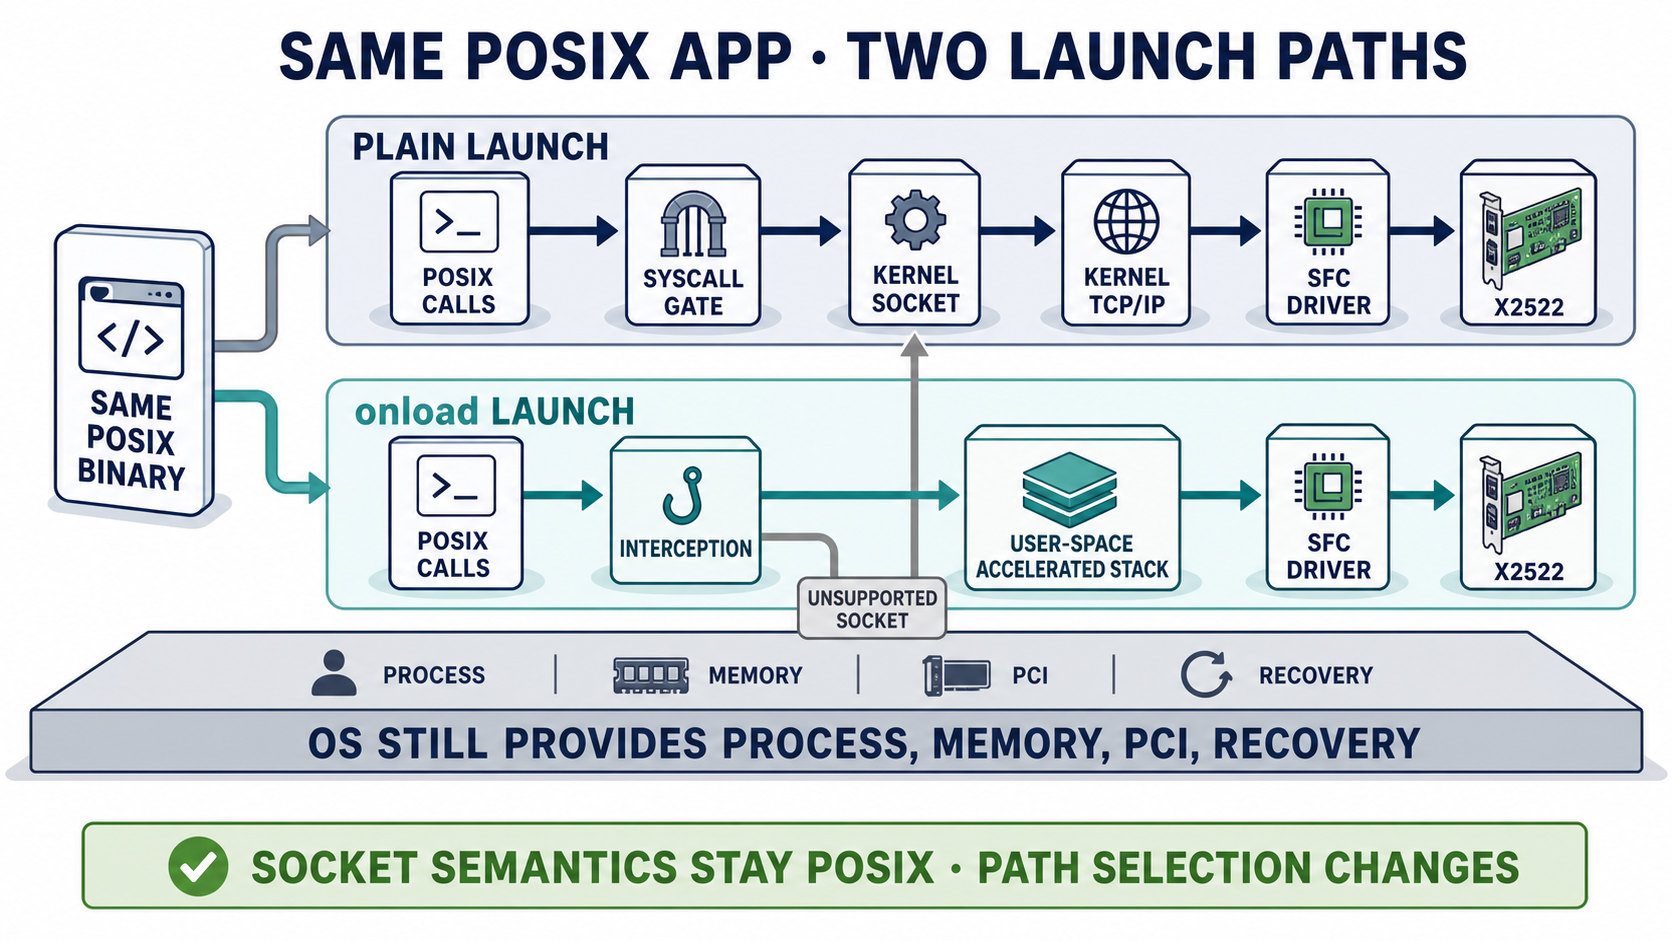 SAME POSIX APP · TWO LAUNCH PATHS
PLAIN LAUNCH
POSIX
CALLS
SYSCALL
GATE
KERNEL
SOCKET
KERNEL
TCP/IP
SFC
DRIVER
X2522
SAME
POSIX
BINARY
onload LAUNCH
POSIX
CALLS
INTERCEPTION
USER-SPACE
ACCELERATED STACK
SFC
DRIVER
X2522
UNSUPPORTED
SOCKET
PROCESS
MEMORY
PCI
RECOVERY
OS STILL PROVIDES PROCESS, MEMORY, PCI, RECOVERY
SOCKET SEMANTICS STAY POSIX · PATH SELECTION CHANGES